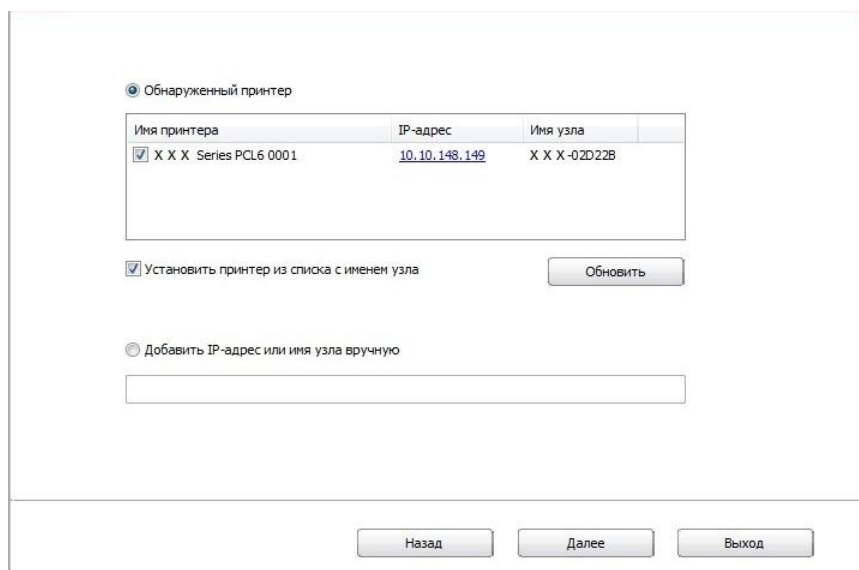 Обнаруженный принтер
Имя принтера IP-адрес Имя узла
X X X Series PCL6 0001 10.10.148.149 X X X-02D22B
Установить принтер из списка с именем узла Обновить
Добавить IP-адрес или имя узла вручную
Назад Далее Выход